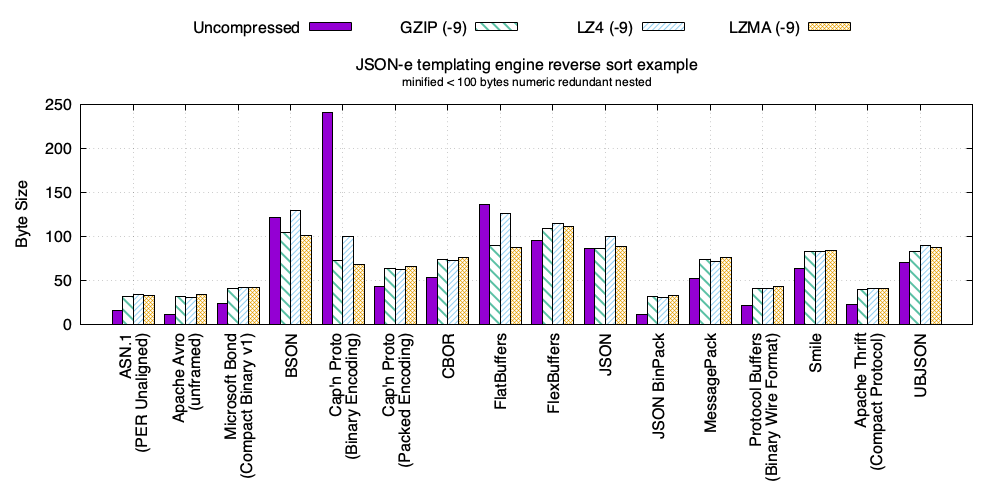 Uncompressed GZIP (-9) LZ4 (-9) LZMA (-9)
JSON-e templating engine reverse sort example
minified < 100 bytes numeric redundant nested
Byte Size
250
200
150
100
50
0
ASN.1
(PER Unaligned)
Apache Avro
(unframed)
Microsoft Bond
(Compact Binary v1)
BSON
Cap'n Proto
(Binary Encoding)
Cap'n Proto
(Packed Encoding)
CBOR
FlatBuffers
FlexBuffers
JSON
JSON BinPack
MessagePack
Protocol Buffers
(Binary Wire Format)
Smile
Apache Thrift
(Compact Protocol)
UBJSON